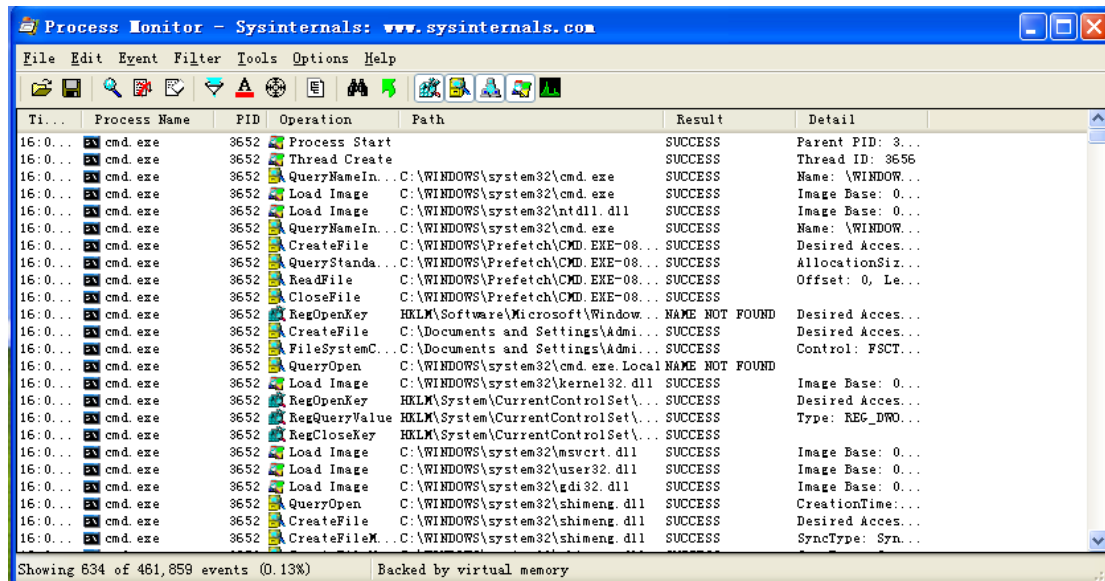 Process Monitor - Sysinternals: www.sysinternals.com
File Edit Event Filter Tools Options Help
Ti... Process Name PID Operation Path Result Detail
16:0... cmd.exe 3652 Process Start SUCCESS Parent PID: 3...
16:0... cmd.exe 3652 Thread Create SUCCESS Thread ID: 3656
16:0... cmd.exe 3652 QueryNameIn... C:\WINDOWS\system32\cmd.exe SUCCESS Name: \WINDOW...
16:0... cmd.exe 3652 Load Image C:\WINDOWS\system32\cmd.exe SUCCESS Image Base: 0...
16:0... cmd.exe 3652 Load Image C:\WINDOWS\system32\ntdll.dll SUCCESS Image Base: 0...
16:0... cmd.exe 3652 QueryNameIn... C:\WINDOWS\system32\cmd.exe SUCCESS Name: \WINDOW...
16:0... cmd.exe 3652 CreateFile C:\WINDOWS\Prefetch\CMD.EXE-08... SUCCESS Desired Acces...
16:0... cmd.exe 3652 QueryStanda... C:\WINDOWS\Prefetch\CMD.EXE-08... SUCCESS AllocationSiz...
16:0... cmd.exe 3652 ReadFile C:\WINDOWS\Prefetch\CMD.EXE-08... SUCCESS Offset: 0, Le...
16:0... cmd.exe 3652 CloseFile C:\WINDOWS\Prefetch\CMD.EXE-08... SUCCESS
16:0... cmd.exe 3652 RegOpenKey HKLM\Software\Microsoft\Window... NAME NOT FOUND Desired Acces...
16:0... cmd.exe 3652 CreateFile C:\Documents and Settings\Admi... SUCCESS Desired Acces...
16:0... cmd.exe 3652 FileSystemC... C:\Documents and Settings\Admi... SUCCESS Control: FSCT...
16:0... cmd.exe 3652 QueryOpen C:\WINDOWS\system32\cmd.exe.Local NAME NOT FOUND
16:0... cmd.exe 3652 Load Image C:\WINDOWS\system32\kernel32.dll SUCCESS Image Base: 0...
16:0... cmd.exe 3652 RegOpenKey HKLM\System\CurrentControlSet\... SUCCESS Desired Acces...
16:0... cmd.exe 3652 RegQueryValue HKLM\System\CurrentControlSet\... SUCCESS Type: REG_DWO...
16:0... cmd.exe 3652 RegCloseKey HKLM\System\CurrentControlSet\... SUCCESS
16:0... cmd.exe 3652 Load Image C:\WINDOWS\system32\msvcrt.dll SUCCESS Image Base: 0...
16:0... cmd.exe 3652 Load Image C:\WINDOWS\system32\user32.dll SUCCESS Image Base: 0...
16:0... cmd.exe 3652 Load Image C:\WINDOWS\system32\gdi32.dll SUCCESS Image Base: 0...
16:0... cmd.exe 3652 QueryOpen C:\WINDOWS\system32\shimeng.dll SUCCESS CreationTime:...
16:0... cmd.exe 3652 CreateFile C:\WINDOWS\system32\shimeng.dll SUCCESS Desired Acces...
16:0... cmd.exe 3652 CreateFileM... C:\WINDOWS\system32\shimeng.dll SUCCESS SyncType: Syn...
Showing 634 of 461,859 events (0.13%) Backed by virtual memory